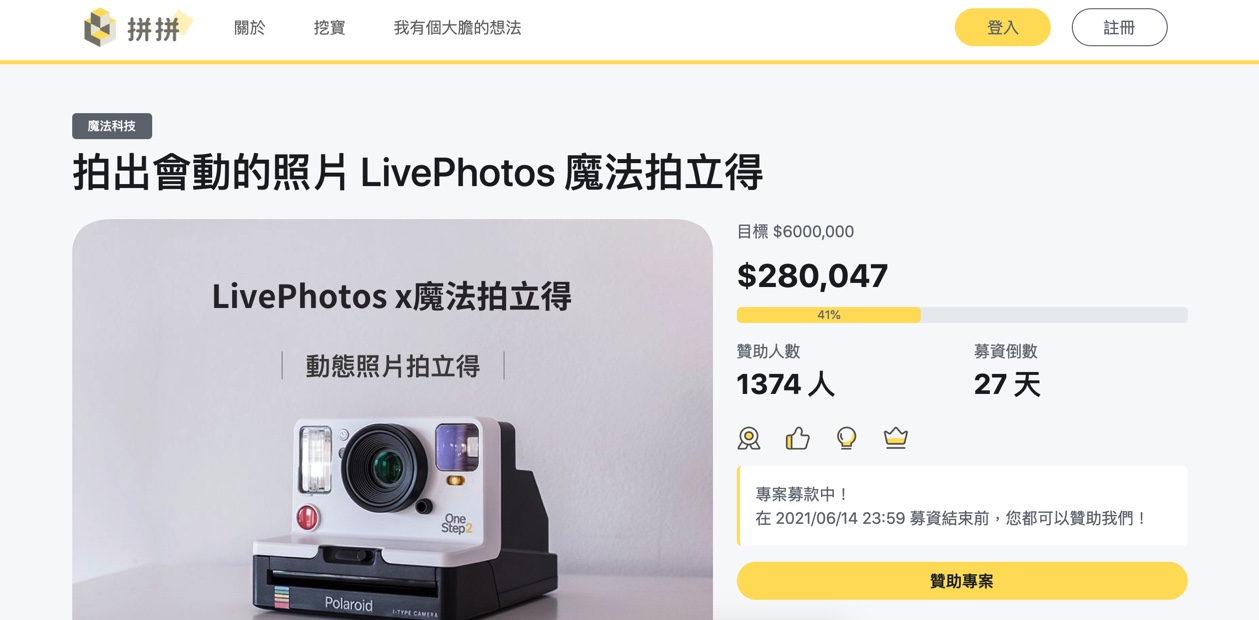 拼拼
關於
挖寶
我有個大膽的想法
登入
註冊
魔法科技
拍出會動的照片 LivePhotos 魔法拍立得
LivePhotos x魔法拍立得
動態照片拍立得
One
Step2
Polaroid
I-TYPE CAMERA
目標 $6000,000
$280,047
41%
贊助人數
募資倒數
1374 人
27 天
專案募款中！
在 2021/06/14 23:59 募資結束前，您都可以贊助我們！
贊助專案